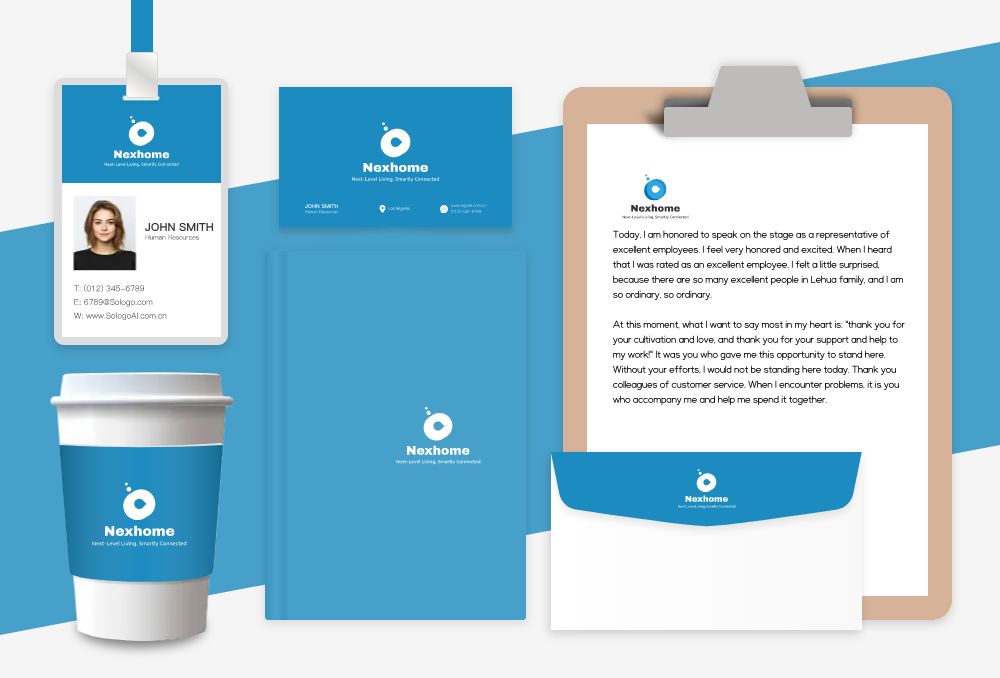 Nexhome
Next-Level Living, Smartly Connected
JOHN SMITH
Human Resources
T: (012) 345-6789
E: 6789@Sologo.com
W: www.SologoAI.com.cn
Nexhome
Next-Level Living, Smartly Connected
JOHN SMITH
Human Resources
Los Angeles
Nexhome
Next-Level Living, Smartly Connected
Today, I am honored to speak on the stage as a representative of
excellent employees. I feel very honored and excited. When I heard
that I was rated as an excellent employee, I felt a little surprised,
because there are so many excellent people in Lehua family, and I am
so ordinary, so ordinary.
At this moment, what I want to say most in my heart is: "thank you for
your cultivation and love, and thank you for your support and help to
my work!" It was you who gave me this opportunity to stand here.
Without your efforts, I would not be standing here today. Thank you
colleagues of customer service. When I encounter problems, it is you
who accompany me and help me spend it together.
Nexhome
Next-Level Living, Smartly Connected
Nexhome
Next-Level Living, Smartly Connected
Nexhome
Next-Level Living, Smartly Connected